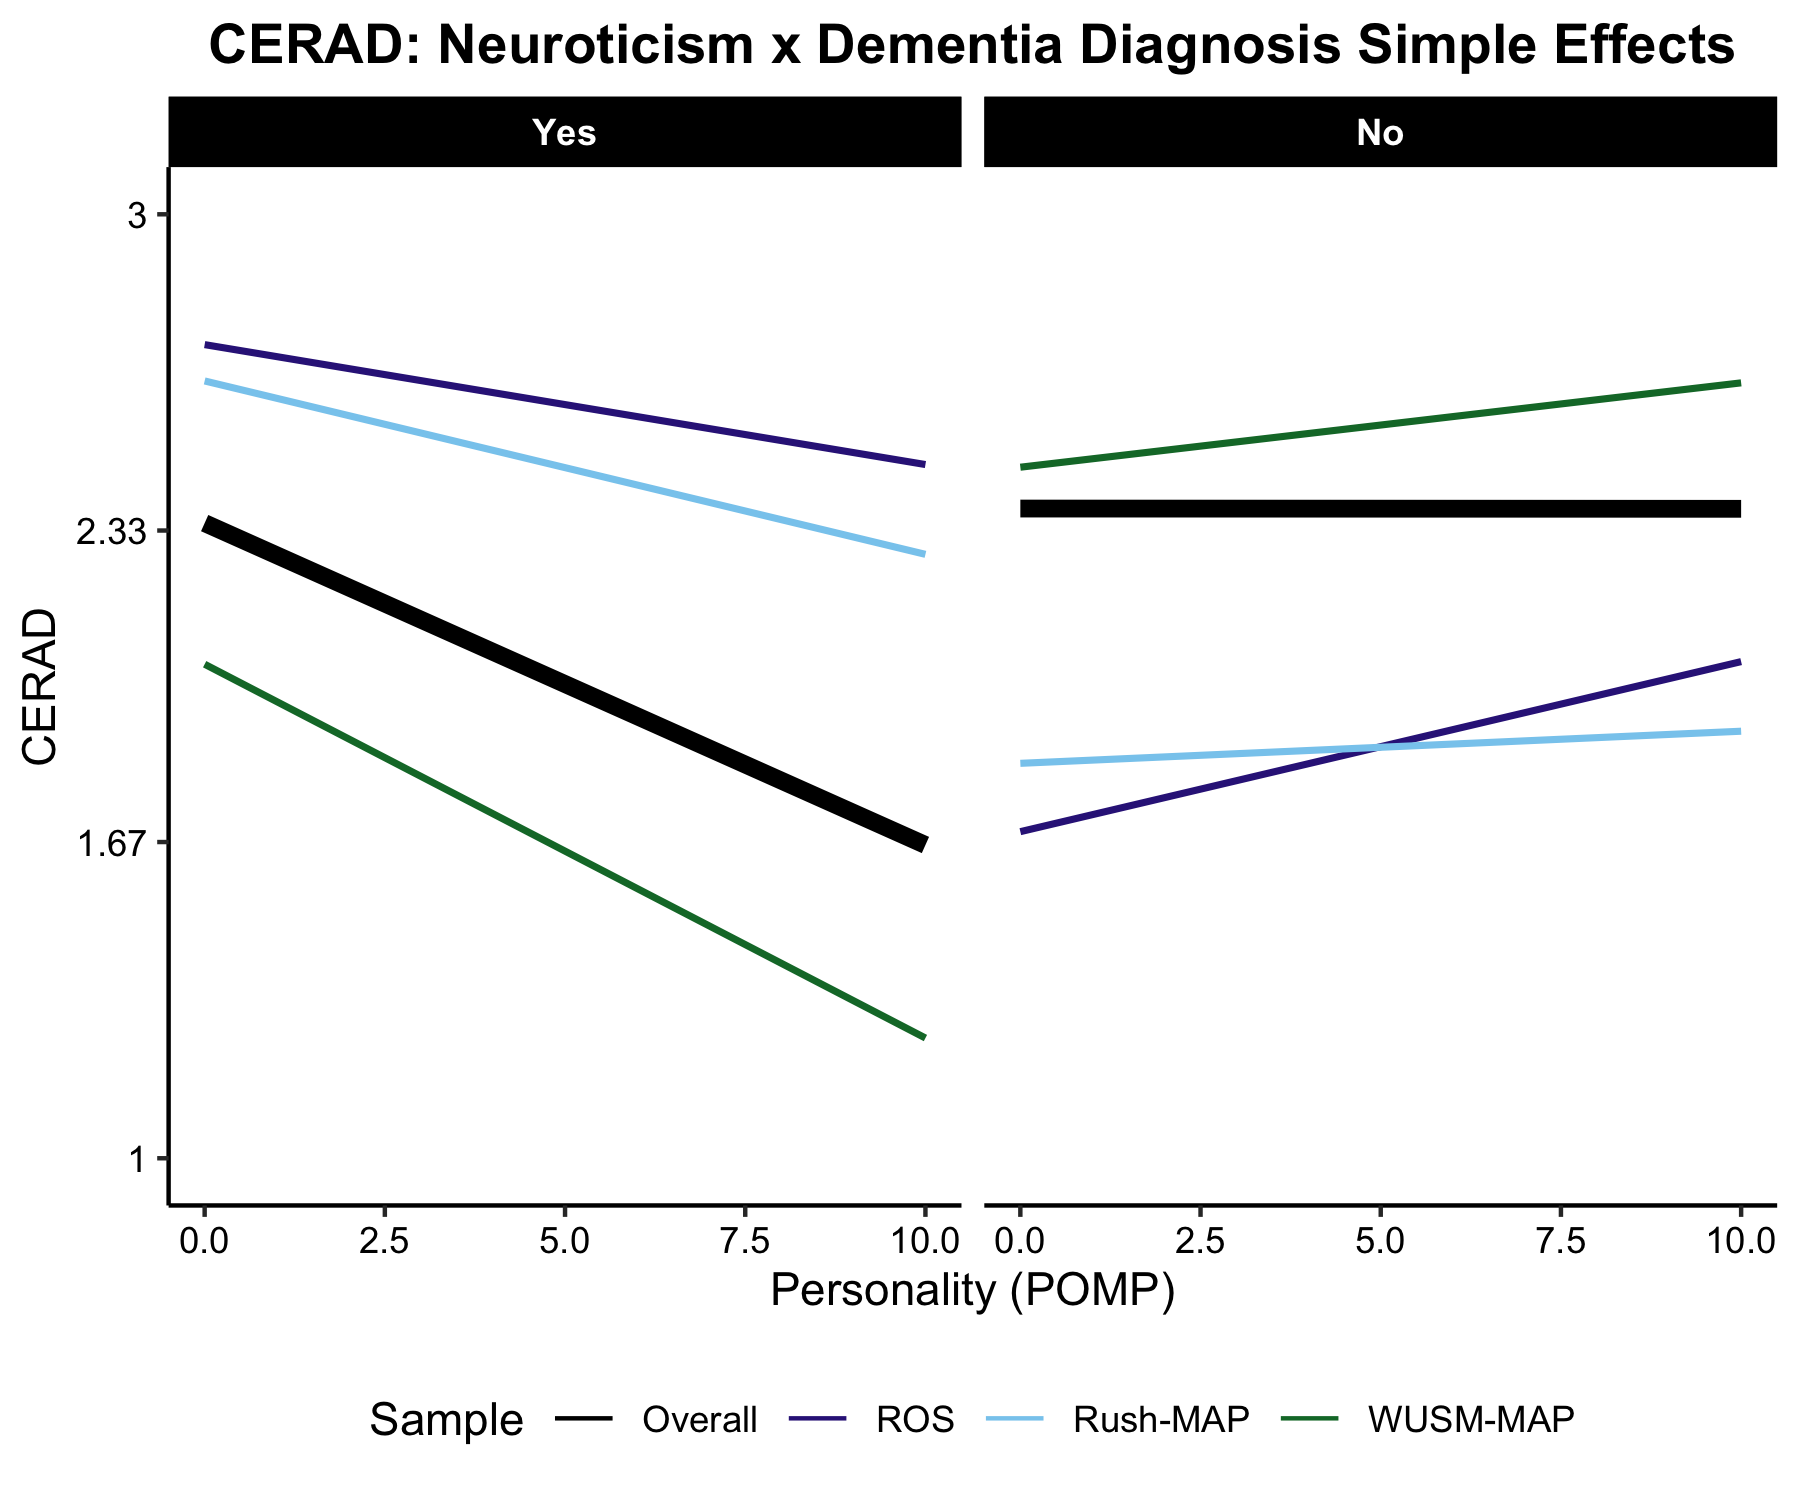 CERAD: Neuroticism x Dementia Diagnosis Simple Effects
Yes No
3
2.33
1.67
1
CERAD
0.0 2.5 5.0 7.5 10.0 0.0 2.5 5.0 7.5 10.0
Personality (POMP)
Sample Overall ROS Rush-MAP WUSM-MAP